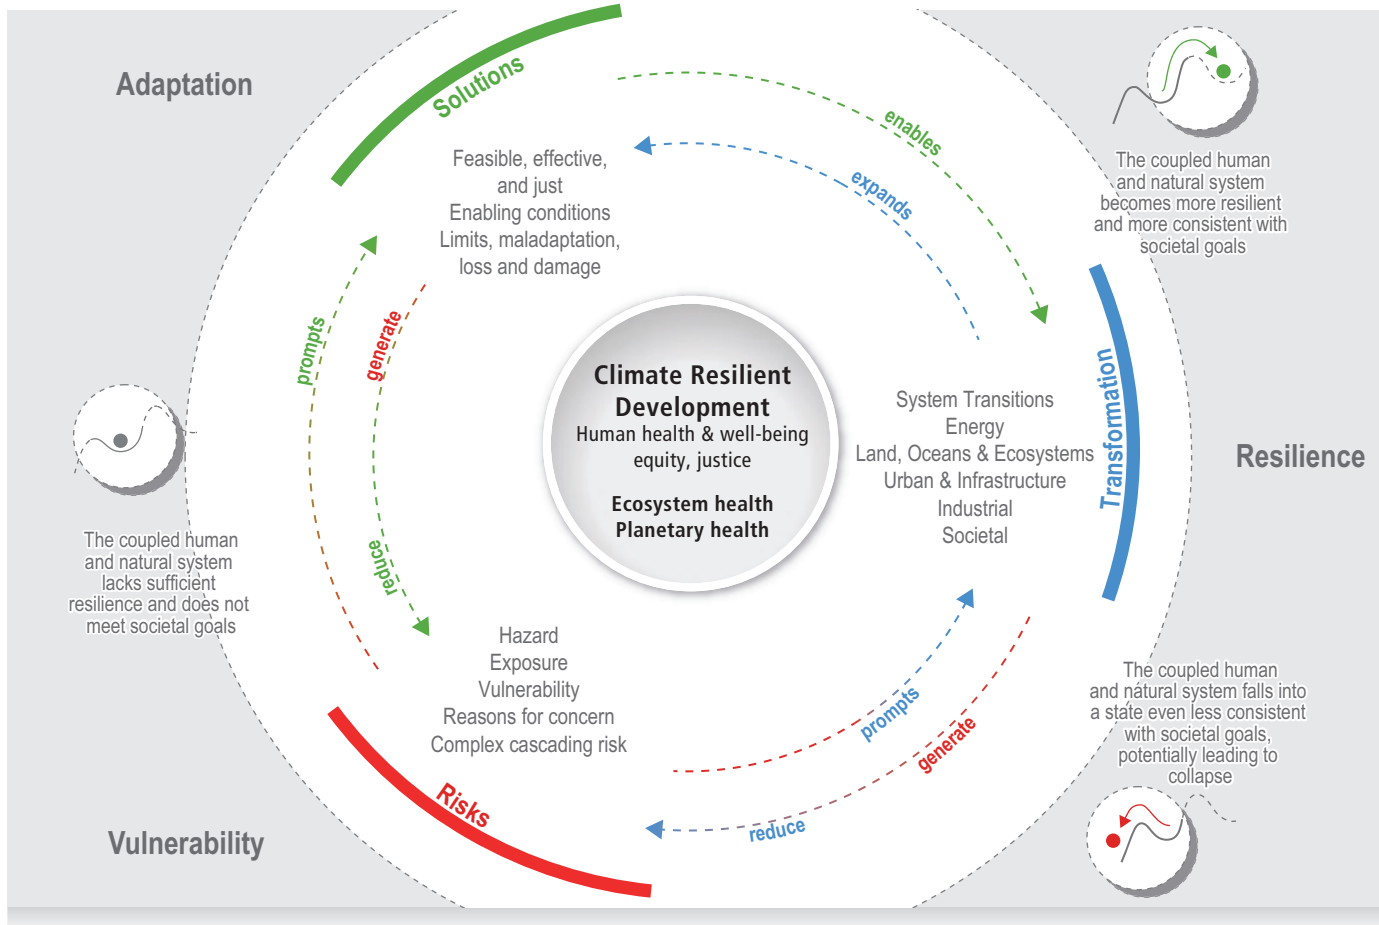 Adaptation
Solutions
enables
expands
Feasible, effective,
and just
Enabling conditions
Limits, maladaptation,
loss and damage
The coupled human
and natural system
becomes more resilient
and more consistent with
societal goals
prompts
generate
reduce
Climate Resilient
Development
Human health & well-being
equity, justice
Ecosystem health
Planetary health
System Transitions
Energy
Land, Oceans & Ecosystems
Urban & Infrastructure
Industrial
Societal
Transformation
Resilience
The coupled human
and natural system
lacks sufficient
resilience and does not
meet societal goals
Hazard
Exposure
Vulnerability
Reasons for concern
Complex cascading risk
prompts
generate
reduce
The coupled human
and natural system falls into
a state even less consistent
with societal goals,
potentially leading to
collapse
Risks
Vulnerability